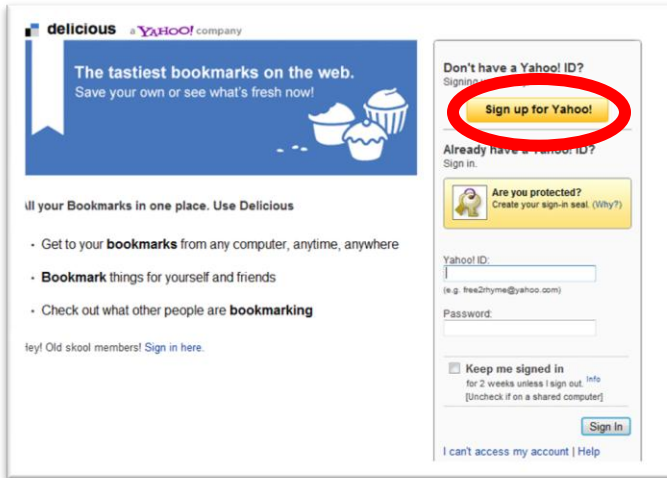 delicious a YAHOO! company
The tastiest bookmarks on the web.
Save your own or see what's fresh now!
All your Bookmarks in one place. Use Delicious
· Get to your bookmarks from any computer, anytime, anywhere
· Bookmark things for yourself and friends
· Check out what other people are bookmarking
Hey! Old skool members! Sign in here.
Don't have a Yahoo! ID?
Signing
Sign up for Yahoo!
Already have a Yahoo! ID?
Sign in.
Are you protected?
Create your sign-in seal. (Why?)
Yahoo! ID:
(e.g. free2rhyme@yahoo.com)
Password:
Keep me signed in
for 2 weeks unless I sign out. Info
[Uncheck if on a shared computer]
Sign In
I can't access my account | Help